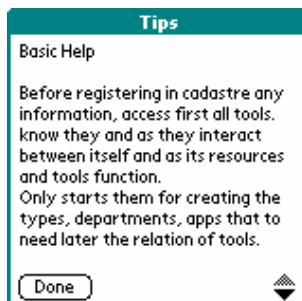 Tips
Basic Help
Before registering in cadastre any
information, access first all tools.
know they and as they interact
between itself and as its resources
and tools function.
Only starts them for creating the
types, departments, apps that to
need later the relation of tools.
Done